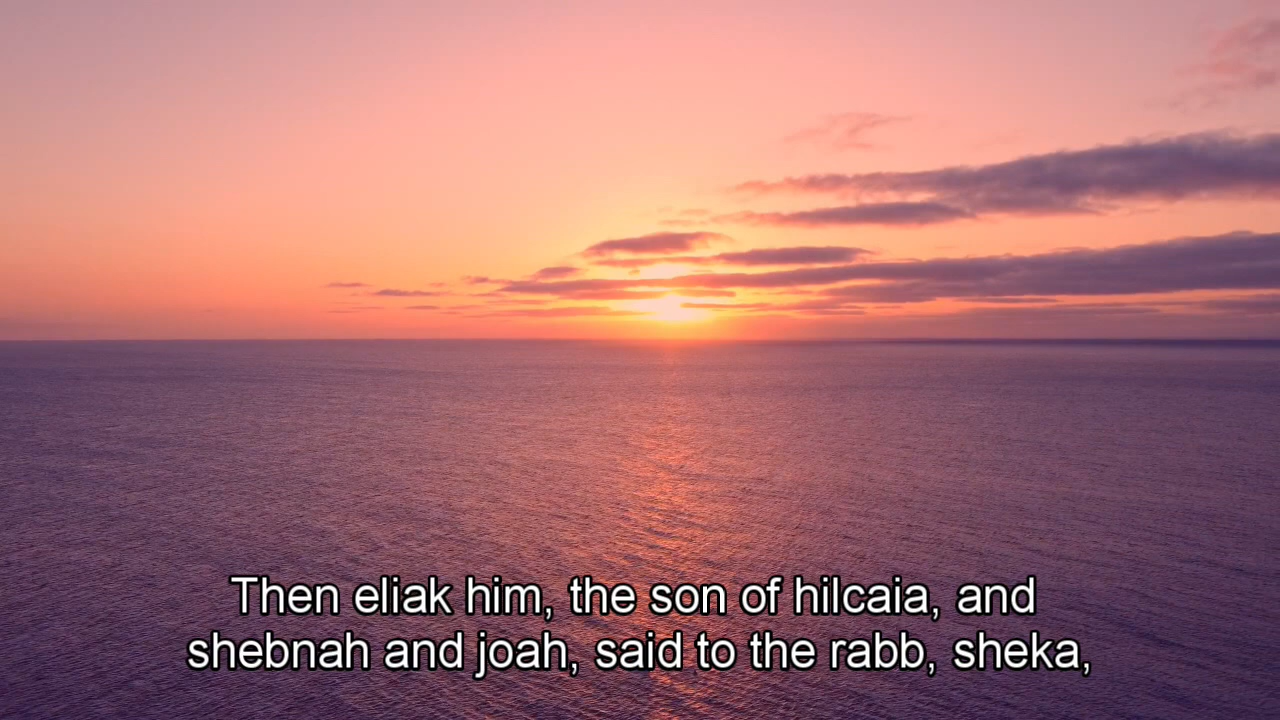 Then eliak him, the son of hilcaia, and
shebnah and joah, said to the rabb, sheka,